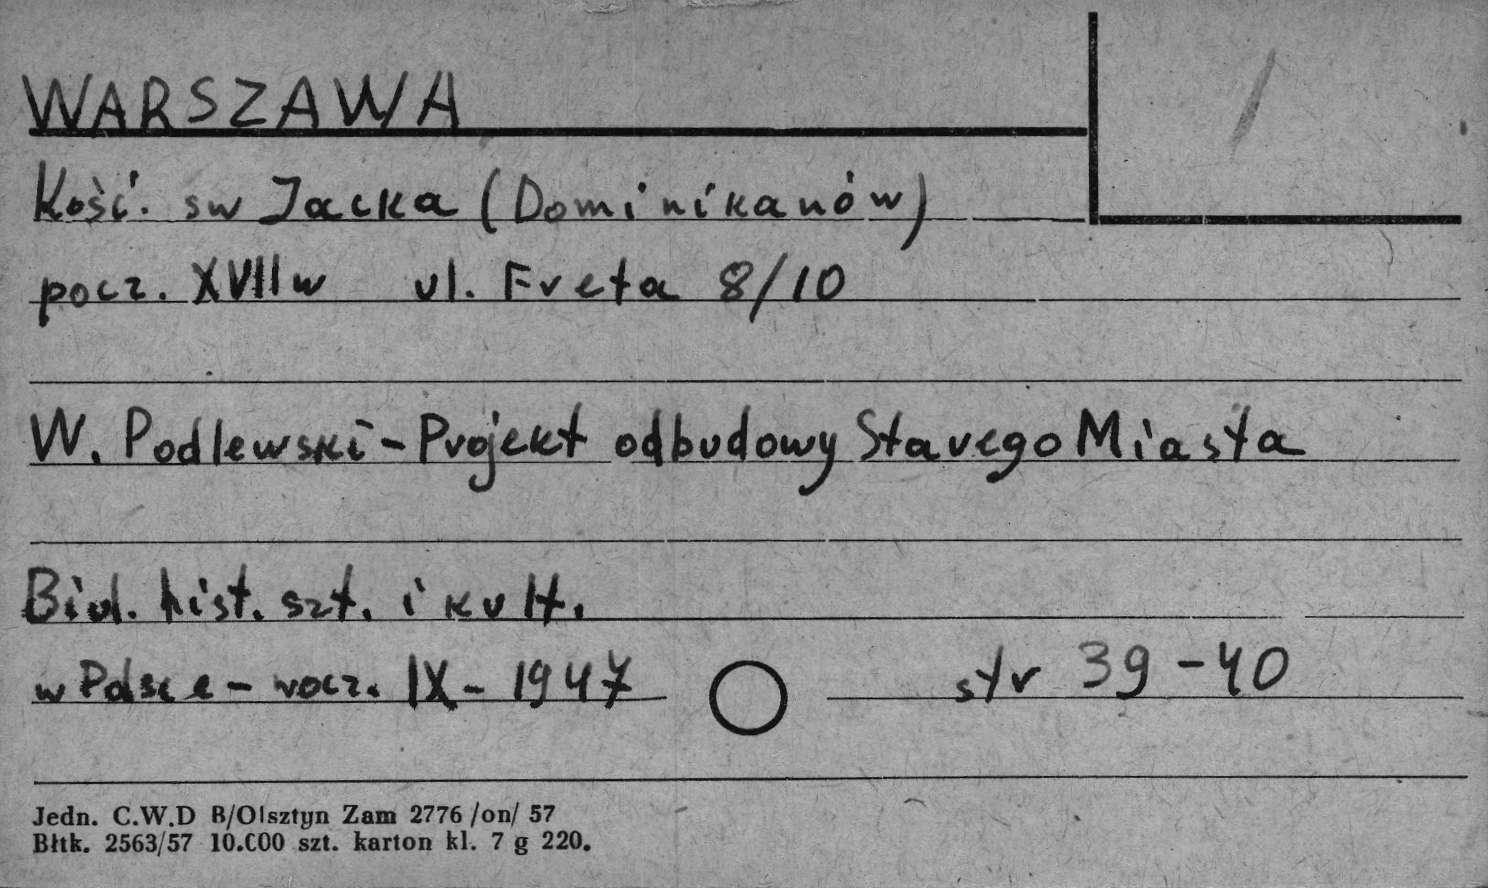 WARSZAWA
Kość. sw Jacka (Dominikanów)
pocz. XVII w ul. Freta 8/10
W. Podlewski - Projekt odbudowy Starego Miasta
Biul. hist. szt. i kult.
w Polsce - rocz. IX - 1947 str 39-40
Jedn. C.W.D B/Olsztyn Zam 2776 /on/ 57
Błtk. 2563/57 10.000 szt. karton kl. 7 g 220.